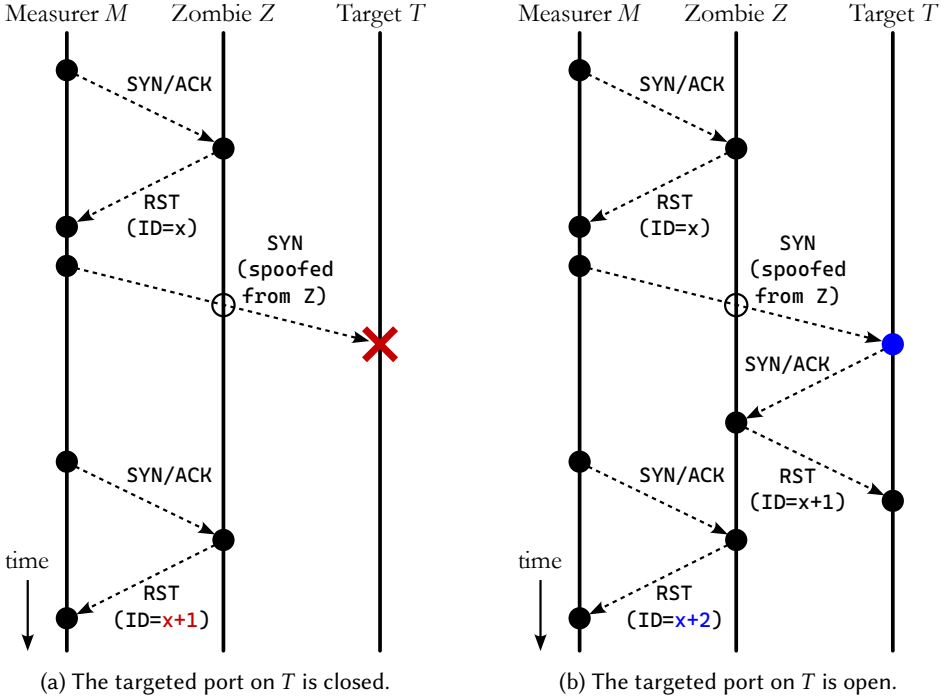 Measurer M
Zombie Z
Target T
SYN/ACK
RST
(ID=x)
SYN
(spoofed
from Z)
SYN/ACK
time
RST
(ID=x+1)
(a) The targeted port on T is closed.
Measurer M
Zombie Z
Target T
SYN/ACK
RST
(ID=x)
SYN
(spoofed
from Z)
SYN/ACK
SYN/ACK
RST
(ID=x+1)
time
RST
(ID=x+2)
(b) The targeted port on T is open.